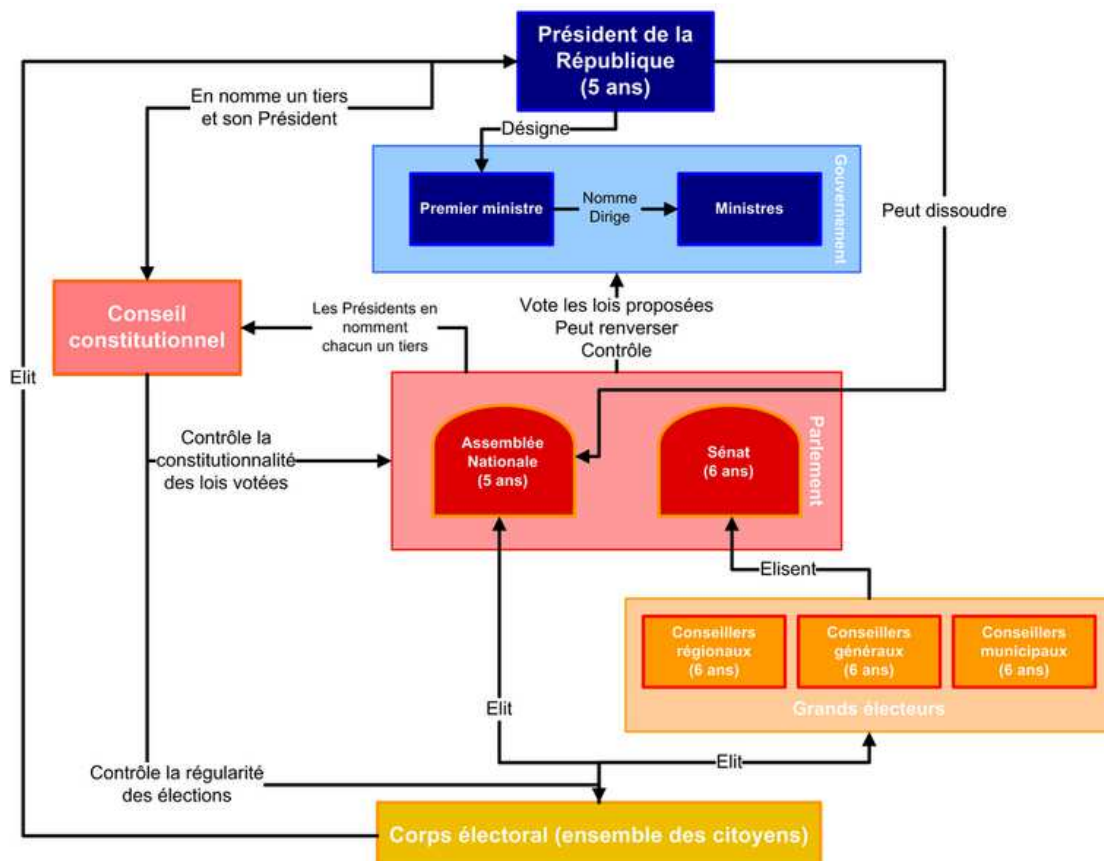 Président de la
République
(5 ans)
En nomme un tiers
et son Président
Désigne
Gouvernement
Premier ministre
Nomme
Dirige
Ministres
Peut dissoudre
Conseil
constitutionnel
Les Présidents en
nomment
chacun un tiers
Vote les lois proposées
Peut renverser
Contrôle
Elit
Parlement
Assemblée
Nationale
(5 ans)
Sénat
(6 ans)
Contrôle la
constitutionnalité
des lois votées
Elisent
Conseillers
régionaux
(6 ans)
Conseillers
généraux
(6 ans)
Conseillers
municipaux
(6 ans)
Grands électeurs
Elit
Elit
Contrôle la régularité
des élections
Corps électoral (ensemble des citoyens)